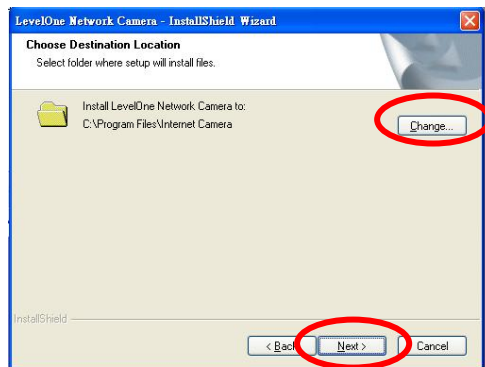 LevelOne Network Camera - InstallShield Wizard
Choose Destination Location
Select folder where setup will install files.
Install LevelOne Network Camera to:
C:\Program Files\Internet Camera
Change...
InstallShield
< Back
Next >
Cancel